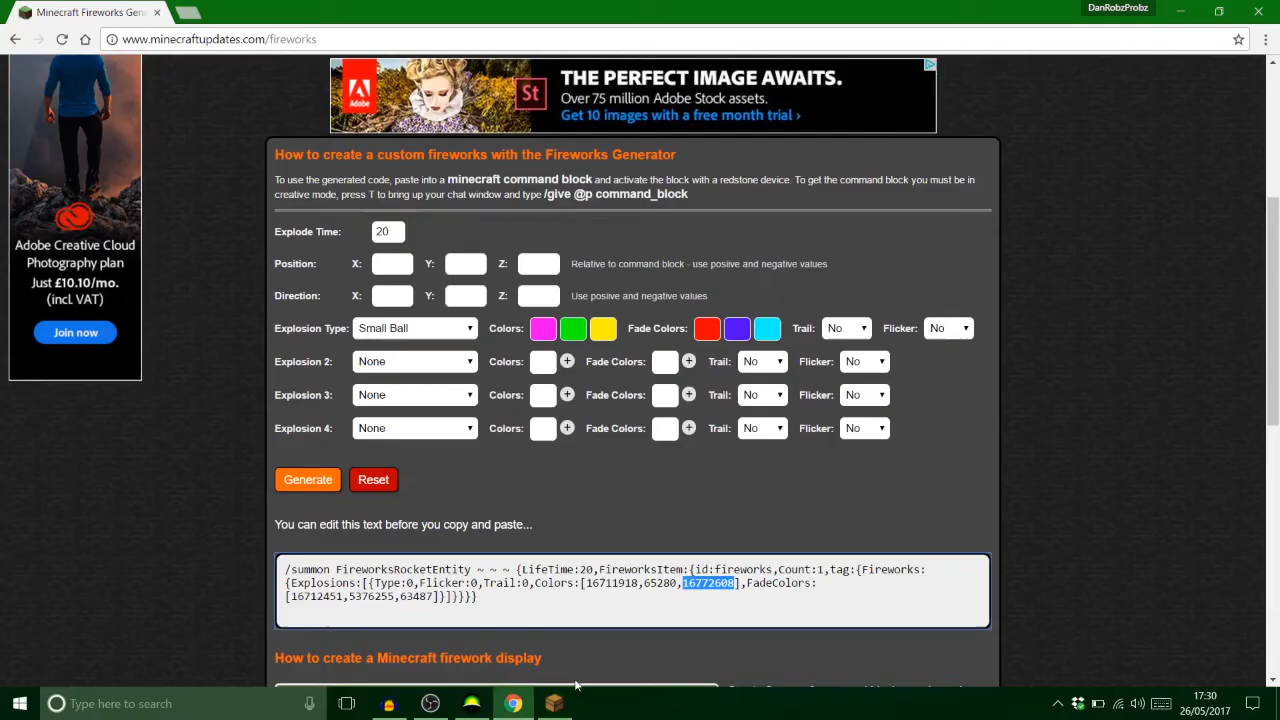 Minecraft Fireworks Gen
DanRobzProbz
www.minecraftupdates.com/fireworks
St
THE PERFECT IMAGE AWAITS.
Over 75 million Adobe Stock assets.
Get 10 images with a free month trial ›
Adobe
Adobe Creative Cloud
Photography plan
Just £10.10/mo.
(incl. VAT)
Join now
How to create a custom fireworks with the Fireworks Generator
To use the generated code, paste into a minecraft command block and activate the block with a redstone device. To get the command block you must be in
creative mode, press T to bring up your chat window and type /give @p command_block
Explode Time: 20
Position: X: Y: Z: Relative to command block - use posiive and negative values
Direction: X: Y: Z: Use posiive and negative values
Explosion Type: Small Ball Colors: Fade Colors: Trail: No Flicker: No
Explosion 2: None Colors: + Fade Colors: + Trail: No Flicker: No
Explosion 3: None Colors: + Fade Colors: + Trail: No Flicker: No
Explosion 4: None Colors: + Fade Colors: + Trail: No Flicker: No
Generate Reset
You can edit this text before you copy and paste...
/summon FireworksRocketEntity ~ ~ ~ {LifeTime:20,FireworksItem:{id:fireworks,Count:1,tag:{Fireworks:
{Explosions:[{Type:0,Flicker:0,Trail:0,Colors:[16711918,65280,16772608],FadeColors:
[16712451,5376255,63487]}]}}}}
How to create a Minecraft firework display
Type here to search
17:30
26/05/2017